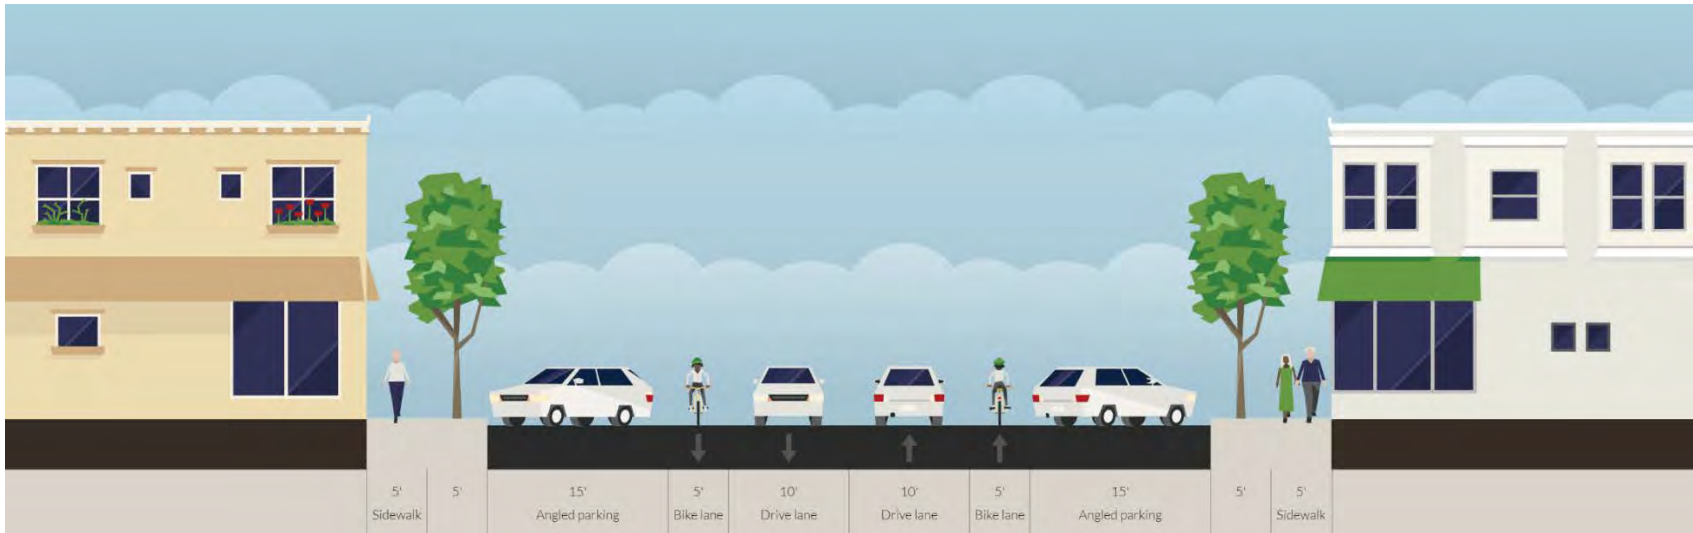 5' 5' 15' 5' 10' 10' 5' 15' 5' 5'
Sidewalk Angled parking Bike lane Drive lane Drive lane Bike lane Angled parking Sidewalk